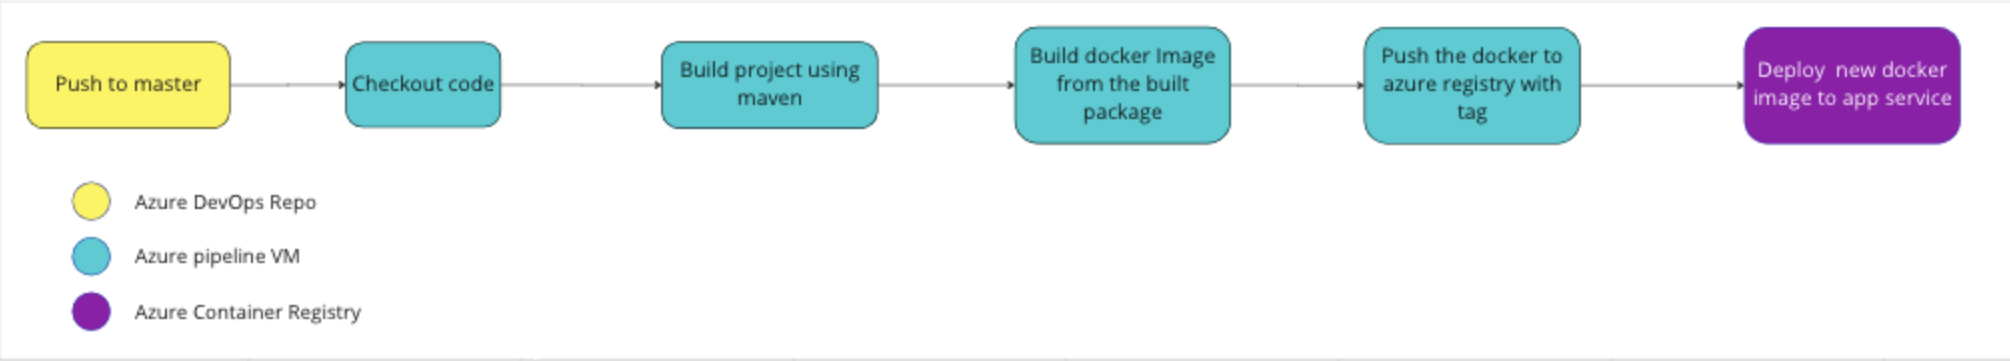 Push to master
Checkout code
Build project using
maven
Build docker Image
from the built
package
Push the docker to
azure registry with
tag
Deploy  new docker
image to app service
Azure DevOps Repo
Azure pipeline VM
Azure Container Registry